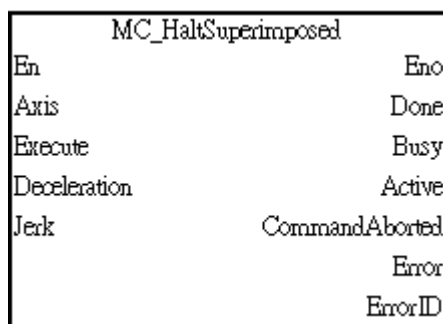 MC_HaltSuperimposed
En Eno
Axis Done
Execute Busy
Deceleration Active
Jerk CommandAborted
Error
ErrorID